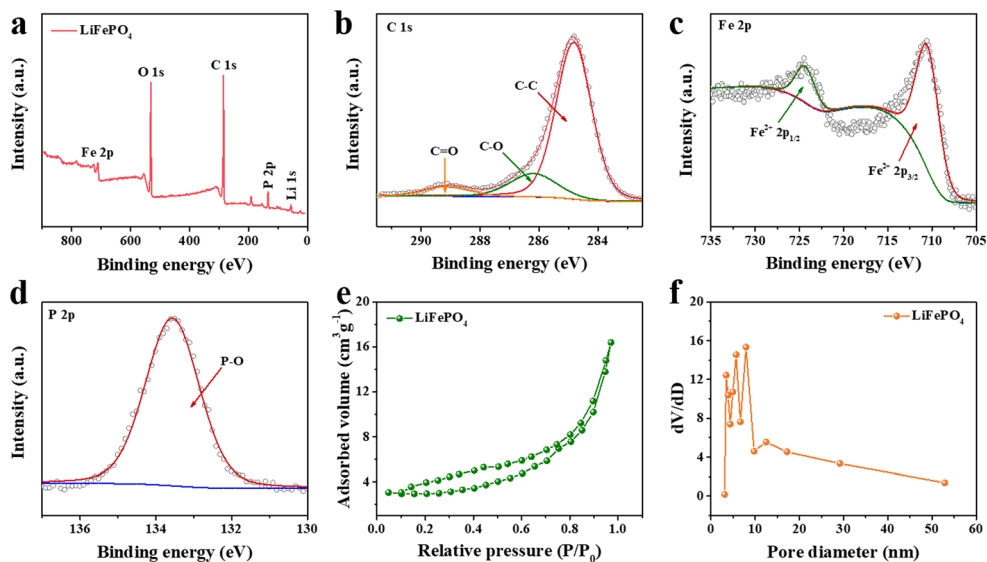 a
LiFePO4
O 1s
C 1s
Fe 2p
P 2p
Li 1s
Intensity (a.u.)
900 600 300 0
Binding energy (eV)
b
C 1s
C-C
C=O
C-O
Intensity (a.u.)
290 288 286 284
Binding energy (eV)
c
Fe 2p
Fe2+ 2p1/2
Fe2+ 2p3/2
Intensity (a.u.)
735 730 725 720 715 710 705
Binding energy (eV)
d
P 2p
P-O
Intensity (a.u.)
136 134 132 130
Binding energy (eV)
e
LiFePO4
Adsorbed volume (cm3g-1)
20
16
12
8
4
0
0.0 0.2 0.4 0.6 0.8 1.0
Relative pressure (P/P0)
f
LiFePO4
dV/dD
20
16
12
8
4
0
0 10 20 30 40 50 60
Pore diameter (nm)